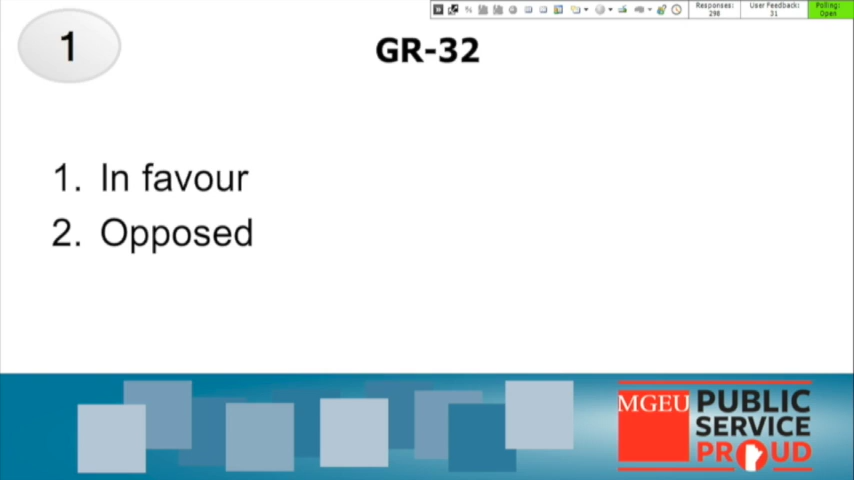 Responses:
298
User Feedback:
31
Polling:
Open
1
GR-32
1. In favour
2. Opposed
MGEU
PUBLIC
SERVICE
PROUD